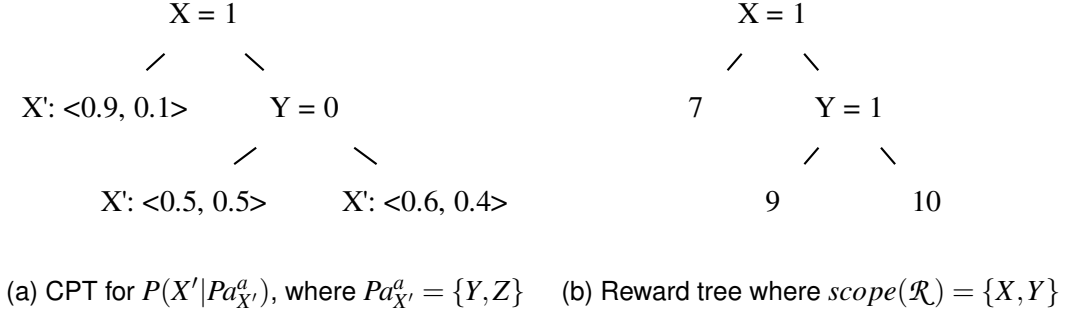 X = 1 X = 1
X': <0.9, 0.1> Y = 0 7 Y = 1
X': <0.5, 0.5> X': <0.6, 0.4> 9 10
(a) CPT for P(X′|Pa^a_{X′}), where Pa^a_{X′} = {Y,Z} (b) Reward tree where scope(ℛ) = {X,Y}